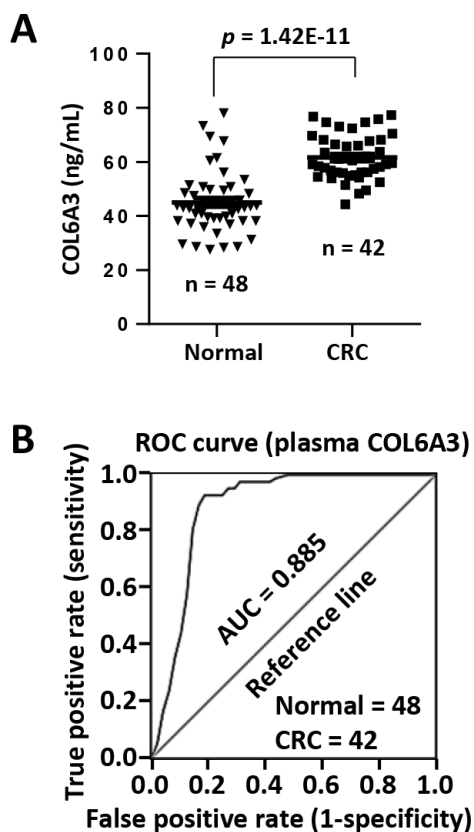 A
p = 1.42E-11
COL6A3 (ng/mL)
100
80
60
40
20
0
n = 48
n = 42
Normal
CRC
B
ROC curve (plasma COL6A3)
True positive rate (sensitivity)
1.0
0.8
0.6
0.4
0.2
0.0
AUC = 0.885
Reference line
Normal = 48
CRC = 42
0.0 0.2 0.4 0.6 0.8 1.0
False positive rate (1-specificity)